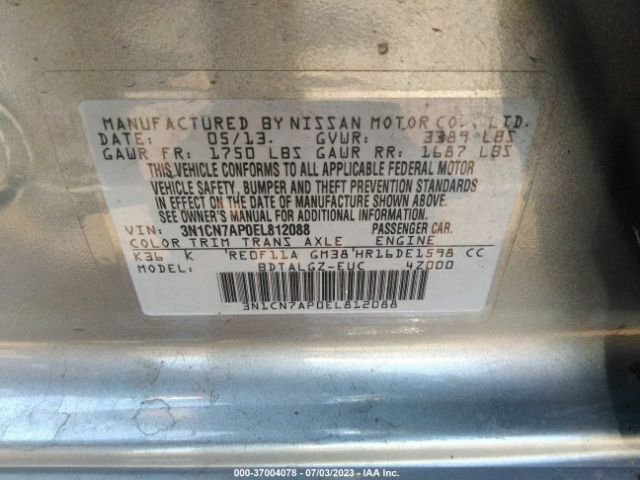 MANUFACTURED BY NISSAN MOTOR CO., LTD.
DATE: 05/13. GVWR: 3389 LBS
GAWR FR: 1750 LBS GAWR RR: 1687 LBS
THIS VEHICLE CONFORMS TO ALL APPLICABLE FEDERAL MOTOR
VEHICLE SAFETY, BUMPER AND THEFT PREVENTION STANDARDS
IN EFFECT ON THE DATE OF MANUFACTURE SHOWN ABOVE.
SEE OWNER'S MANUAL FOR ADDITIONAL INFORMATION.
VIN: 3N1CN7AP0EL812088 PASSENGER CAR.
COLOR TRIM TRANS AXLE ENGINE
K36 K 'RE0F11A GM38'HR16DE1598 CC
MODEL: BDTALGZ-EUC 4Z000
3N1CN7AP0EL812088
000-37004078 - 07/03/2023 - IAA Inc.